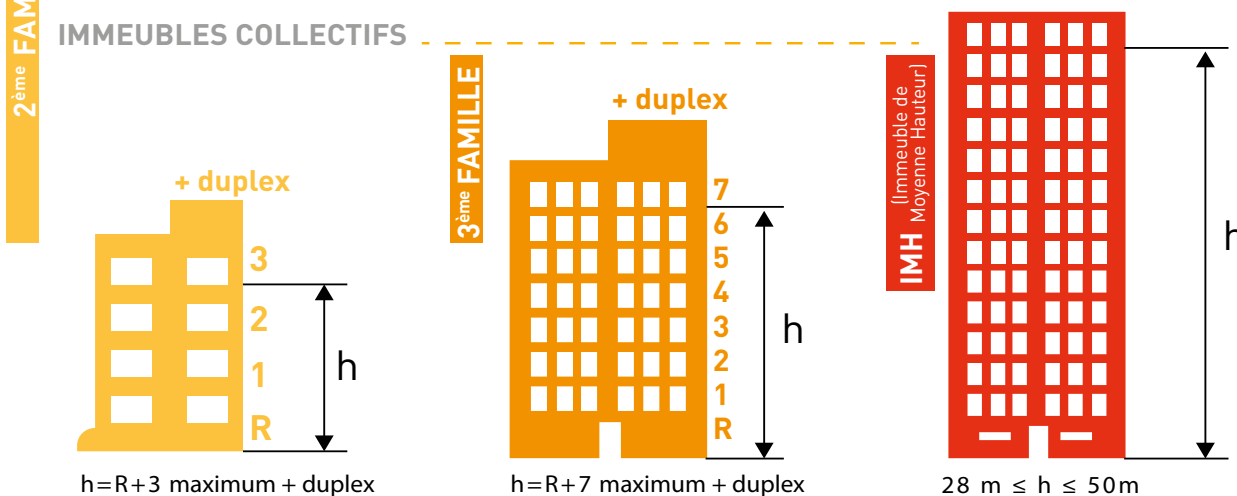 2ème FAM
IMMEUBLES COLLECTIFS
+ duplex
3
2
1
R
h
h=R+3 maximum + duplex
3ème FAMILLE
+ duplex
7
6
5
4
3
2
1
R
h
h=R+7 maximum + duplex
IMH (Immeuble de
Moyenne Hauteur)
h
28 m ≤ h ≤ 50m